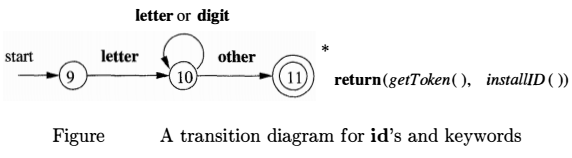 letter or digit
start letter other *
9 10 11
return(getToken(), installID())
Figure A transition diagram for id's and keywords